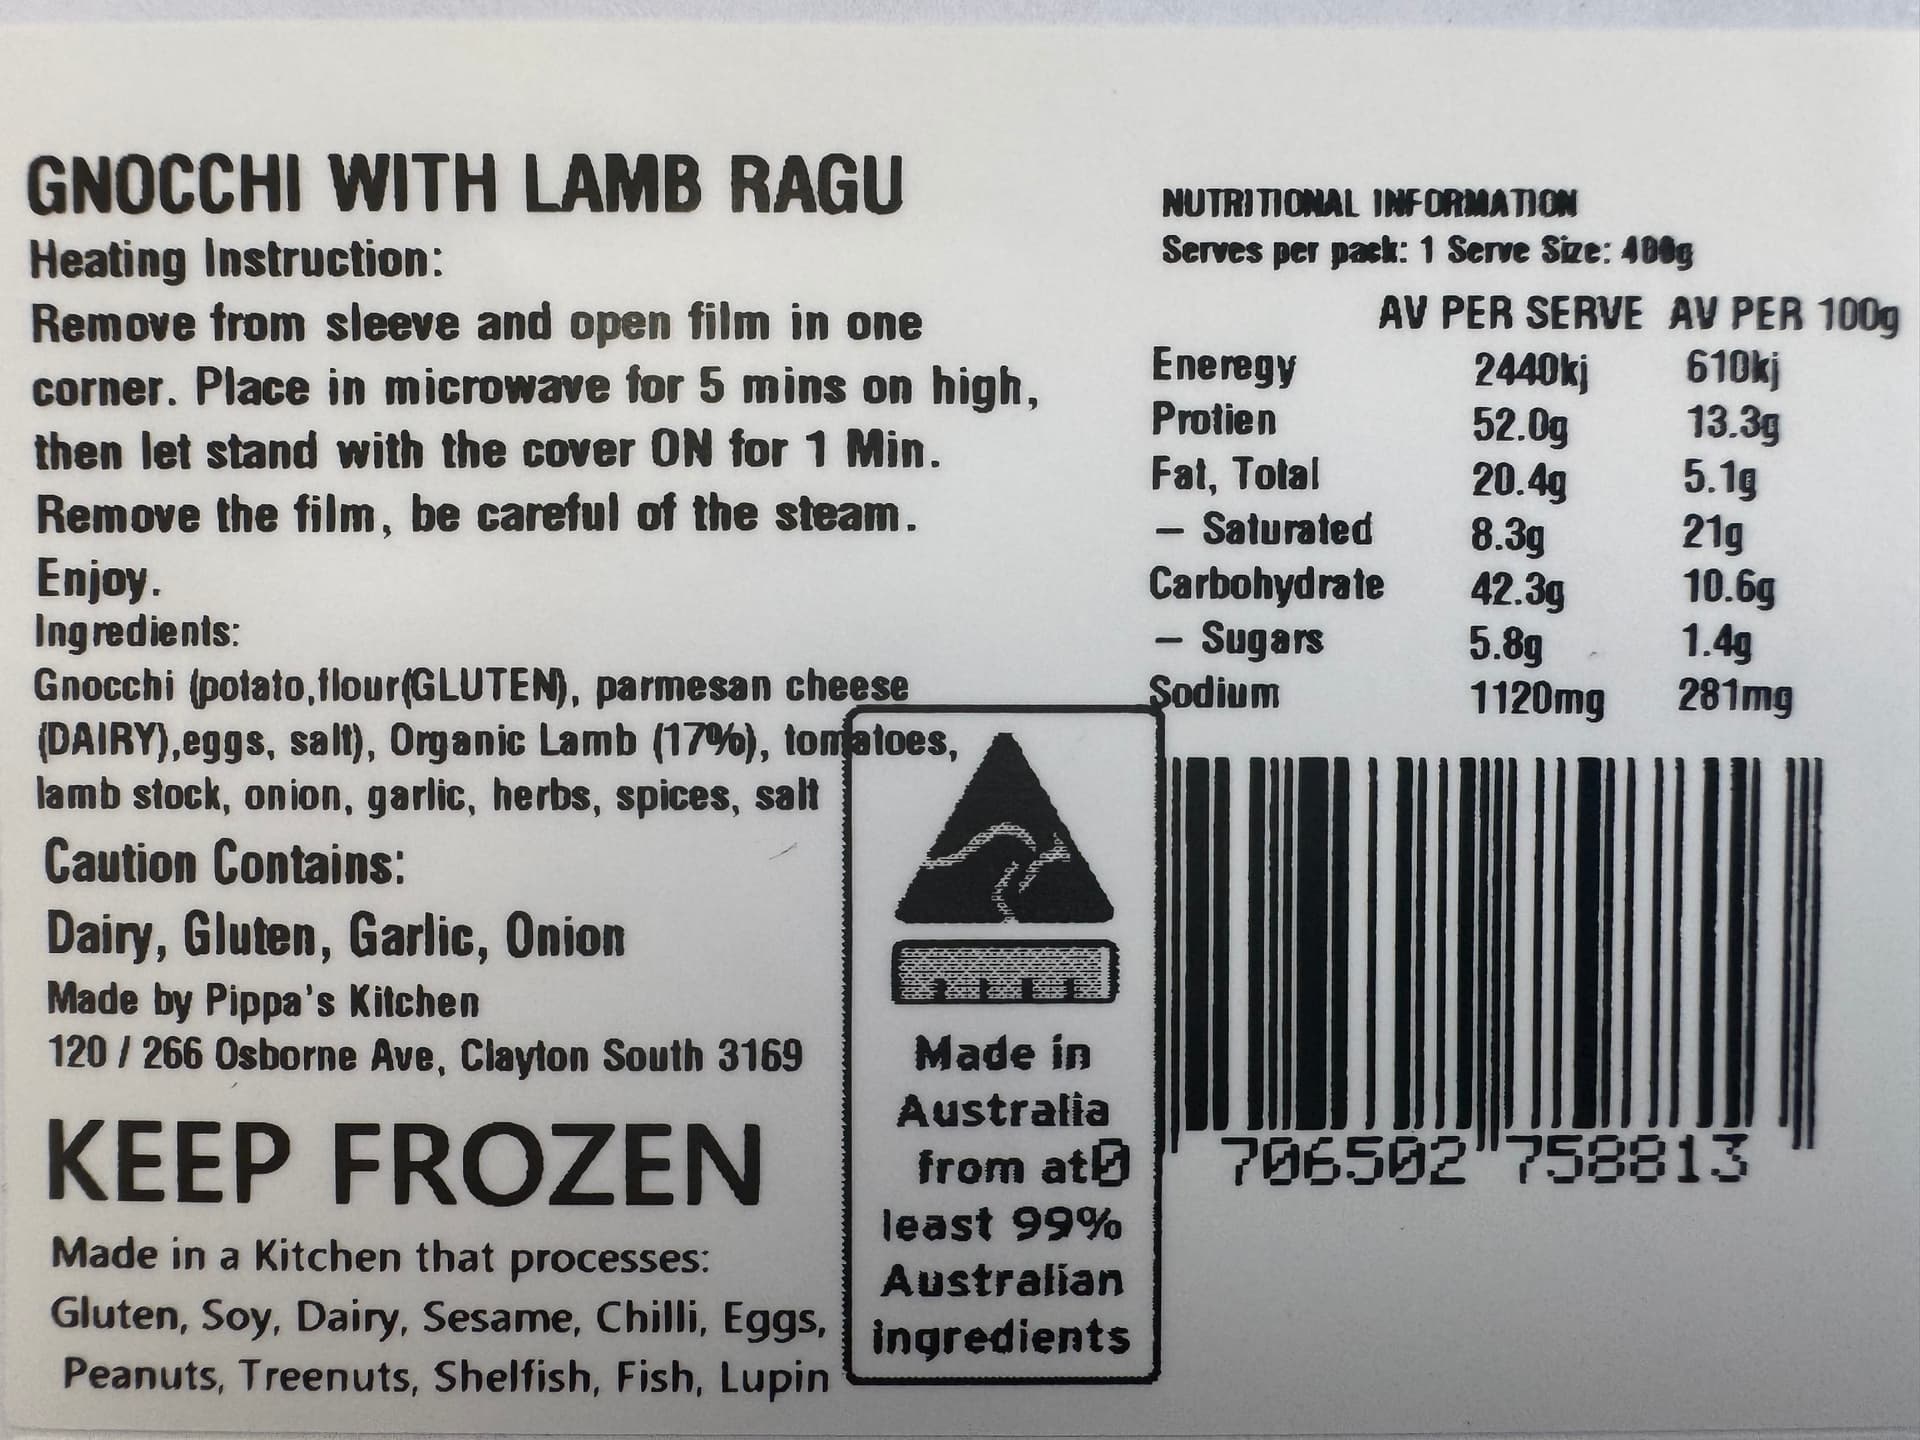 GNOCCHI WITH LAMB RAGU
Heating Instruction:
Remove from sleeve and open film in one
corner. Place in microwave for 5 mins on high,
then let stand with the cover ON for 1 Min.
Remove the film, be careful of the steam.
Enjoy.
Ingredients:
Gnocchi (potato,flour(GLUTEN), parmesan cheese
(DAIRY),eggs, salt), Organic Lamb (17%), tomatoes,
lamb stock, onion, garlic, herbs, spices, salt
Caution Contains:
Dairy, Gluten, Garlic, Onion
Made by Pippa's Kitchen
120 / 266 Osborne Ave, Clayton South 3169
KEEP FROZEN
Made in a Kitchen that processes:
Gluten, Soy, Dairy, Sesame, Chilli, Eggs,
Peanuts, Treenuts, Shelfish, Fish, Lupin
Made in
Australia
from at
least 99%
Australian
ingredients
NUTRITIONAL INFORMATION
Serves per pack: 1 Serve Size: 400g
AV PER SERVE AV PER 100g
Eneregy 2440kj 610kj
Protien 52.0g 13.3g
Fat, Total 20.4g 5.1g
– Saturated 8.3g 21g
Carbohydrate 42.3g 10.6g
– Sugars 5.8g 1.4g
Sodium 1120mg 281mg
0 706502 758813